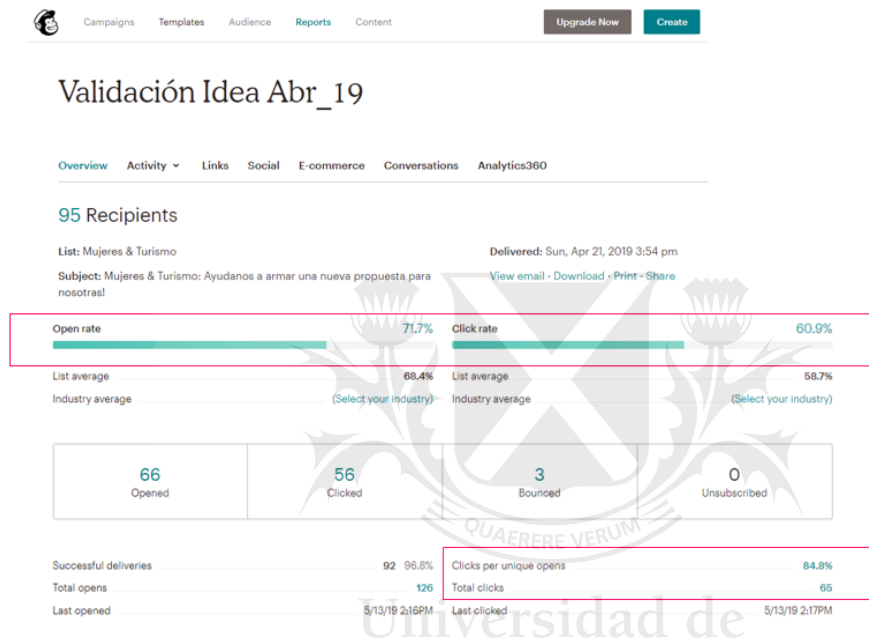 Campaigns Templates Audience Reports Content Upgrade Now Create
Validación Idea Abr_19
Overview Activity Links Social E-commerce Conversations Analytics360
95 Recipients
List: Mujeres & Turismo Delivered: Sun, Apr 21, 2019 3:54 pm
Subject: Mujeres & Turismo: Ayudanos a armar una nueva propuesta para View email · Download · Print · Share
nosotras!
Open rate 71.7% Click rate 60.9%
List average 68.4% List average 58.7%
Industry average (Select your industry) Industry average (Select your industry)
66 56 3 0
Opened Clicked Bounced Unsubscribed
QUAERERE VERUM
Successful deliveries 92 96.8% Clicks per unique opens 84.8%
Total opens 126 Total clicks 65
Last opened 5/13/19 2:16PM Last clicked 5/13/19 2:17PM
Universidad de